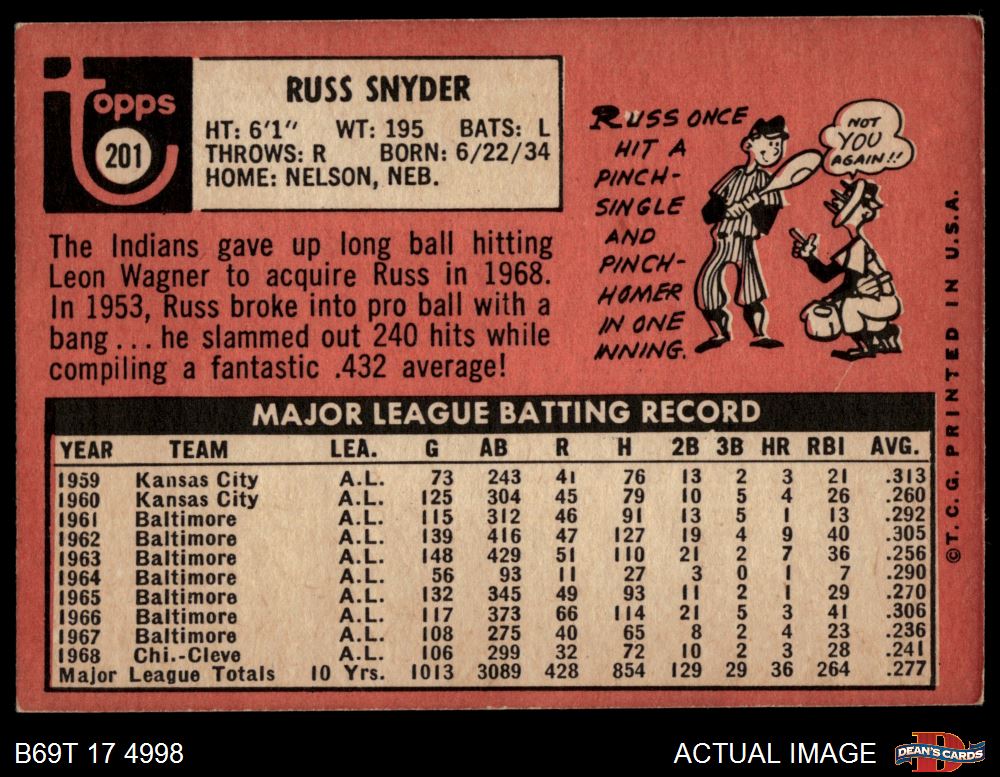 Topps
201
RUSS SNYDER
HT: 6'1" WT: 195 BATS: L
THROWS: R BORN: 6/22/34
HOME: NELSON, NEB.
The Indians gave up long ball hitting
Leon Wagner to acquire Russ in 1968.
In 1953, Russ broke into pro ball with a
bang... he slammed out 240 hits while
compiling a fantastic .432 average!
RUSS ONCE
HIT A
PINCH-
SINGLE
AND
PINCH-
HOMER
IN ONE
INNING.
NOT
YOU
AGAIN!!
MAJOR LEAGUE BATTING RECORD
YEAR TEAM LEA. G AB R H 2B 3B HR RBI AVG.
1959 Kansas City A.L. 73 243 41 76 13 2 3 21 .313
1960 Kansas City A.L. 125 304 45 79 10 5 4 26 .260
1961 Baltimore A.L. 115 312 46 91 13 5 1 13 .292
1962 Baltimore A.L. 139 416 47 127 19 4 9 40 .305
1963 Baltimore A.L. 148 429 51 110 21 2 7 36 .256
1964 Baltimore A.L. 56 93 11 27 3 0 1 7 .290
1965 Baltimore A.L. 132 345 49 93 11 2 1 29 .270
1966 Baltimore A.L. 117 373 66 114 21 5 3 41 .306
1967 Baltimore A.L. 108 275 40 65 8 2 4 23 .236
1968 Chi.-Cleve A.L. 106 299 32 72 10 2 3 28 .241
Major League Totals 10 Yrs. 1013 3089 428 854 129 29 36 264 .277
©T.C.G. PRINTED IN U.S.A.
B69T 17 4998
ACTUAL IMAGE
DEAN'S CARDS